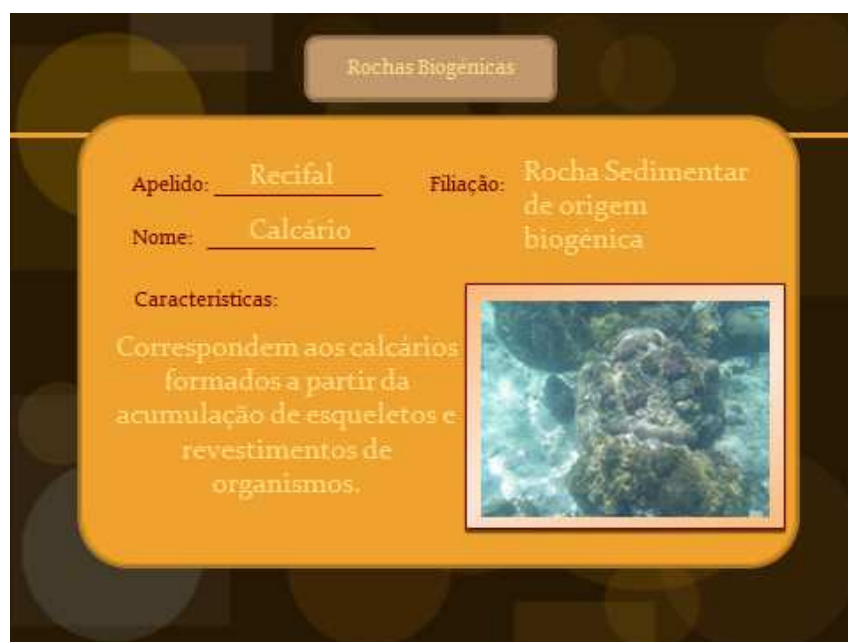 Rochas Biogénicas
Apelido: Recifal
Filiação: Rocha Sedimentar
de origem
biogénica
Nome: Calcário
Caracteristicas:
Correspondem aos calcários
formados a partir da
acumulação de esqueletos e
revestimentos de
organismos.